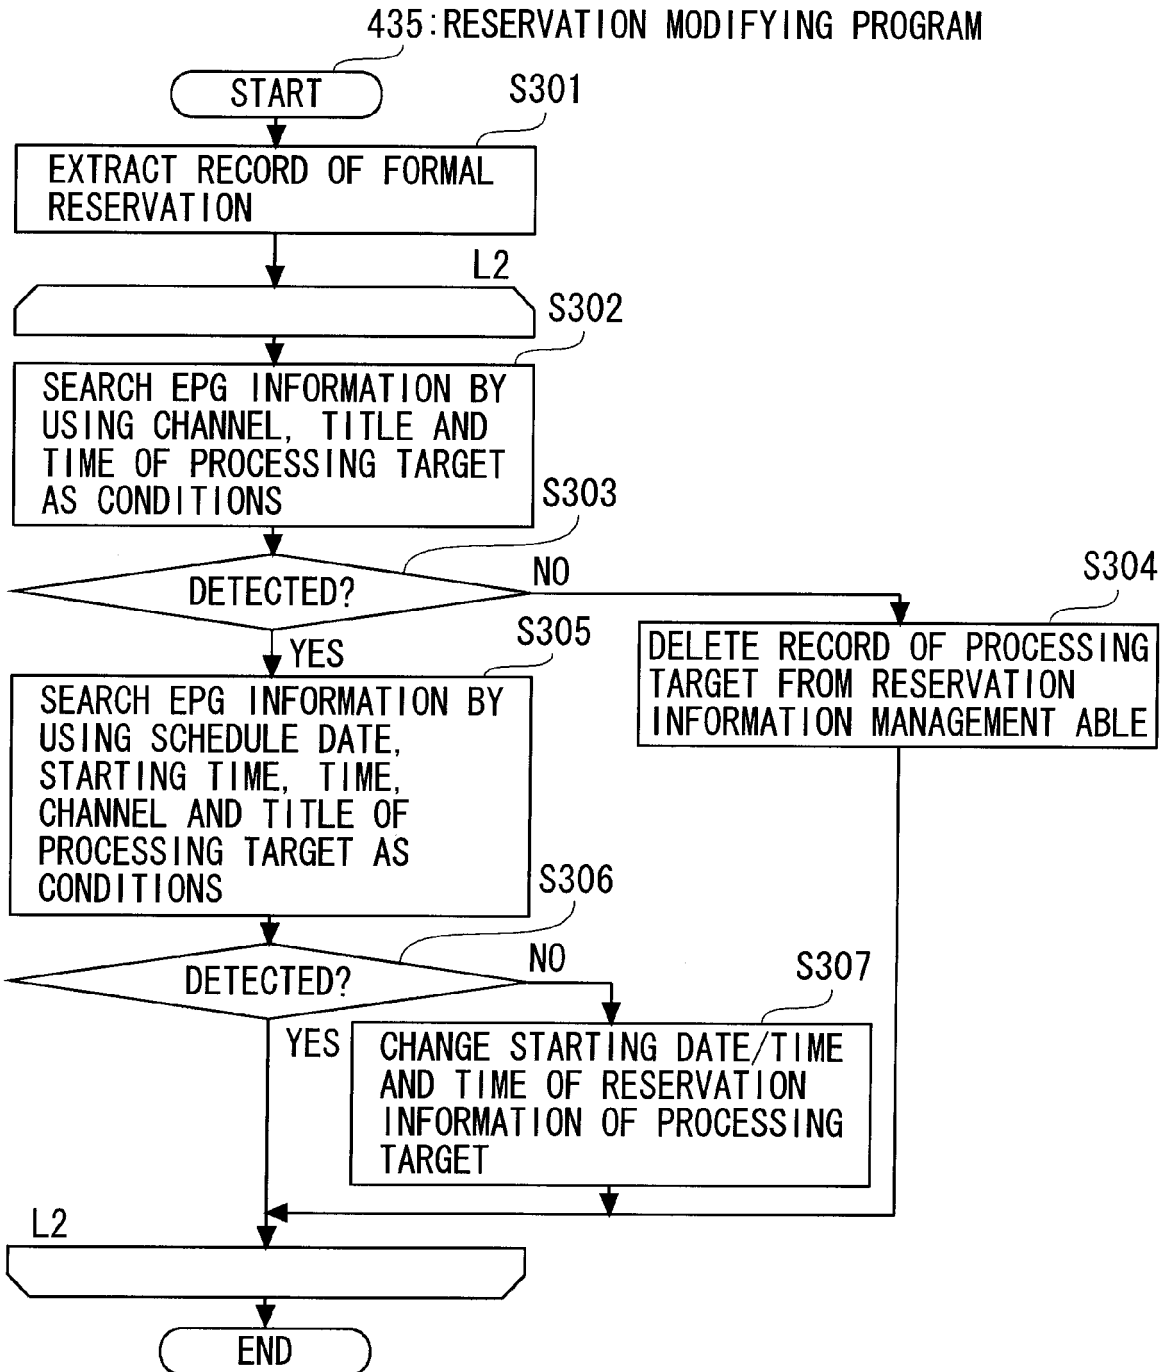 435:RESERVATION MODIFYING PROGRAM
START
S301
EXTRACT RECORD OF FORMAL
RESERVATION
L2
S302
SEARCH EPG INFORMATION BY
USING CHANNEL, TITLE AND
TIME OF PROCESSING TARGET
AS CONDITIONS
S303
DETECTED?
NO
S304
DELETE RECORD OF PROCESSING
TARGET FROM RESERVATION
INFORMATION MANAGEMENT ABLE
YES
S305
SEARCH EPG INFORMATION BY
USING SCHEDULE DATE,
STARTING TIME, TIME,
CHANNEL AND TITLE OF
PROCESSING TARGET AS
CONDITIONS
S306
DETECTED?
NO
S307
YES
CHANGE STARTING DATE/TIME
AND TIME OF RESERVATION
INFORMATION OF PROCESSING
TARGET
L2
END